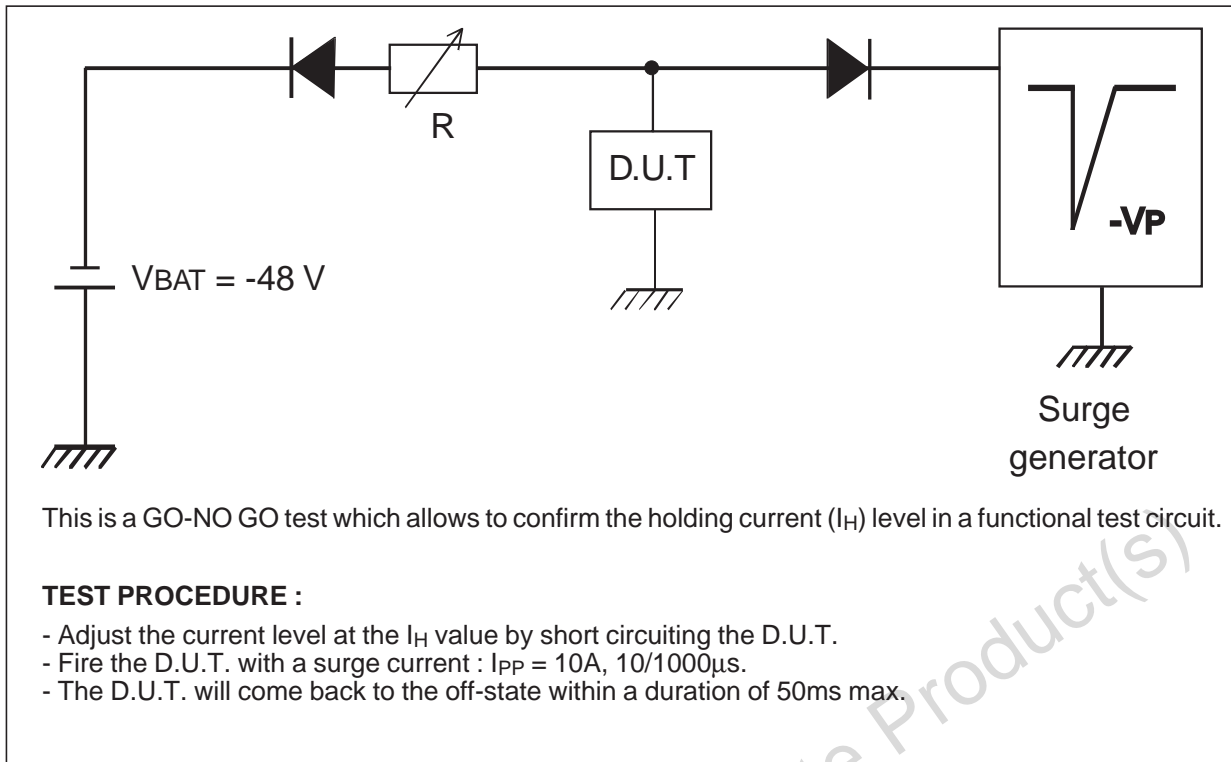 R
D.U.T
-VP
VBAT = -48 V
Surge
generator
This is a GO-NO GO test which allows to confirm the holding current (IH) level in a functional test circuit.
TEST PROCEDURE :
- Adjust the current level at the IH value by short circuiting the D.U.T.
- Fire the D.U.T. with a surge current : IPP = 10A, 10/1000µs.
- The D.U.T. will come back to the off-state within a duration of 50ms max.
Product(s)